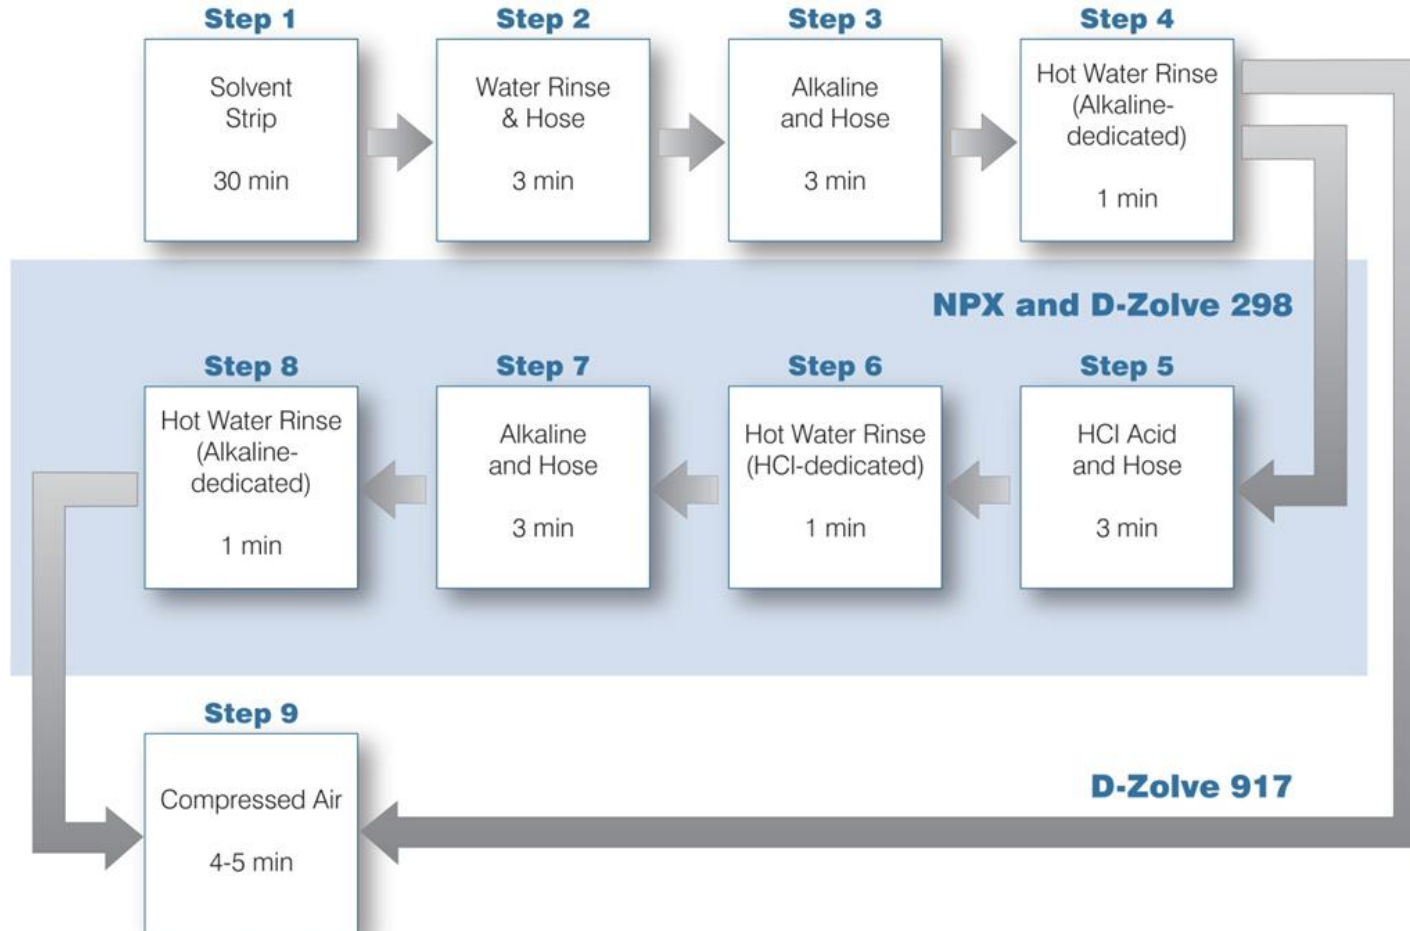 Step 1
Solvent
Strip
30 min
Step 2
Water Rinse
& Hose
3 min
Step 3
Alkaline
and Hose
3 min
Step 4
Hot Water Rinse
(Alkaline-
dedicated)
1 min
NPX and D-Zolve 298
Step 5
HCl Acid
and Hose
3 min
Step 6
Hot Water Rinse
(HCl-dedicated)
1 min
Step 7
Alkaline
and Hose
3 min
Step 8
Hot Water Rinse
(Alkaline-
dedicated)
1 min
Step 9
Compressed Air
4-5 min
D-Zolve 917